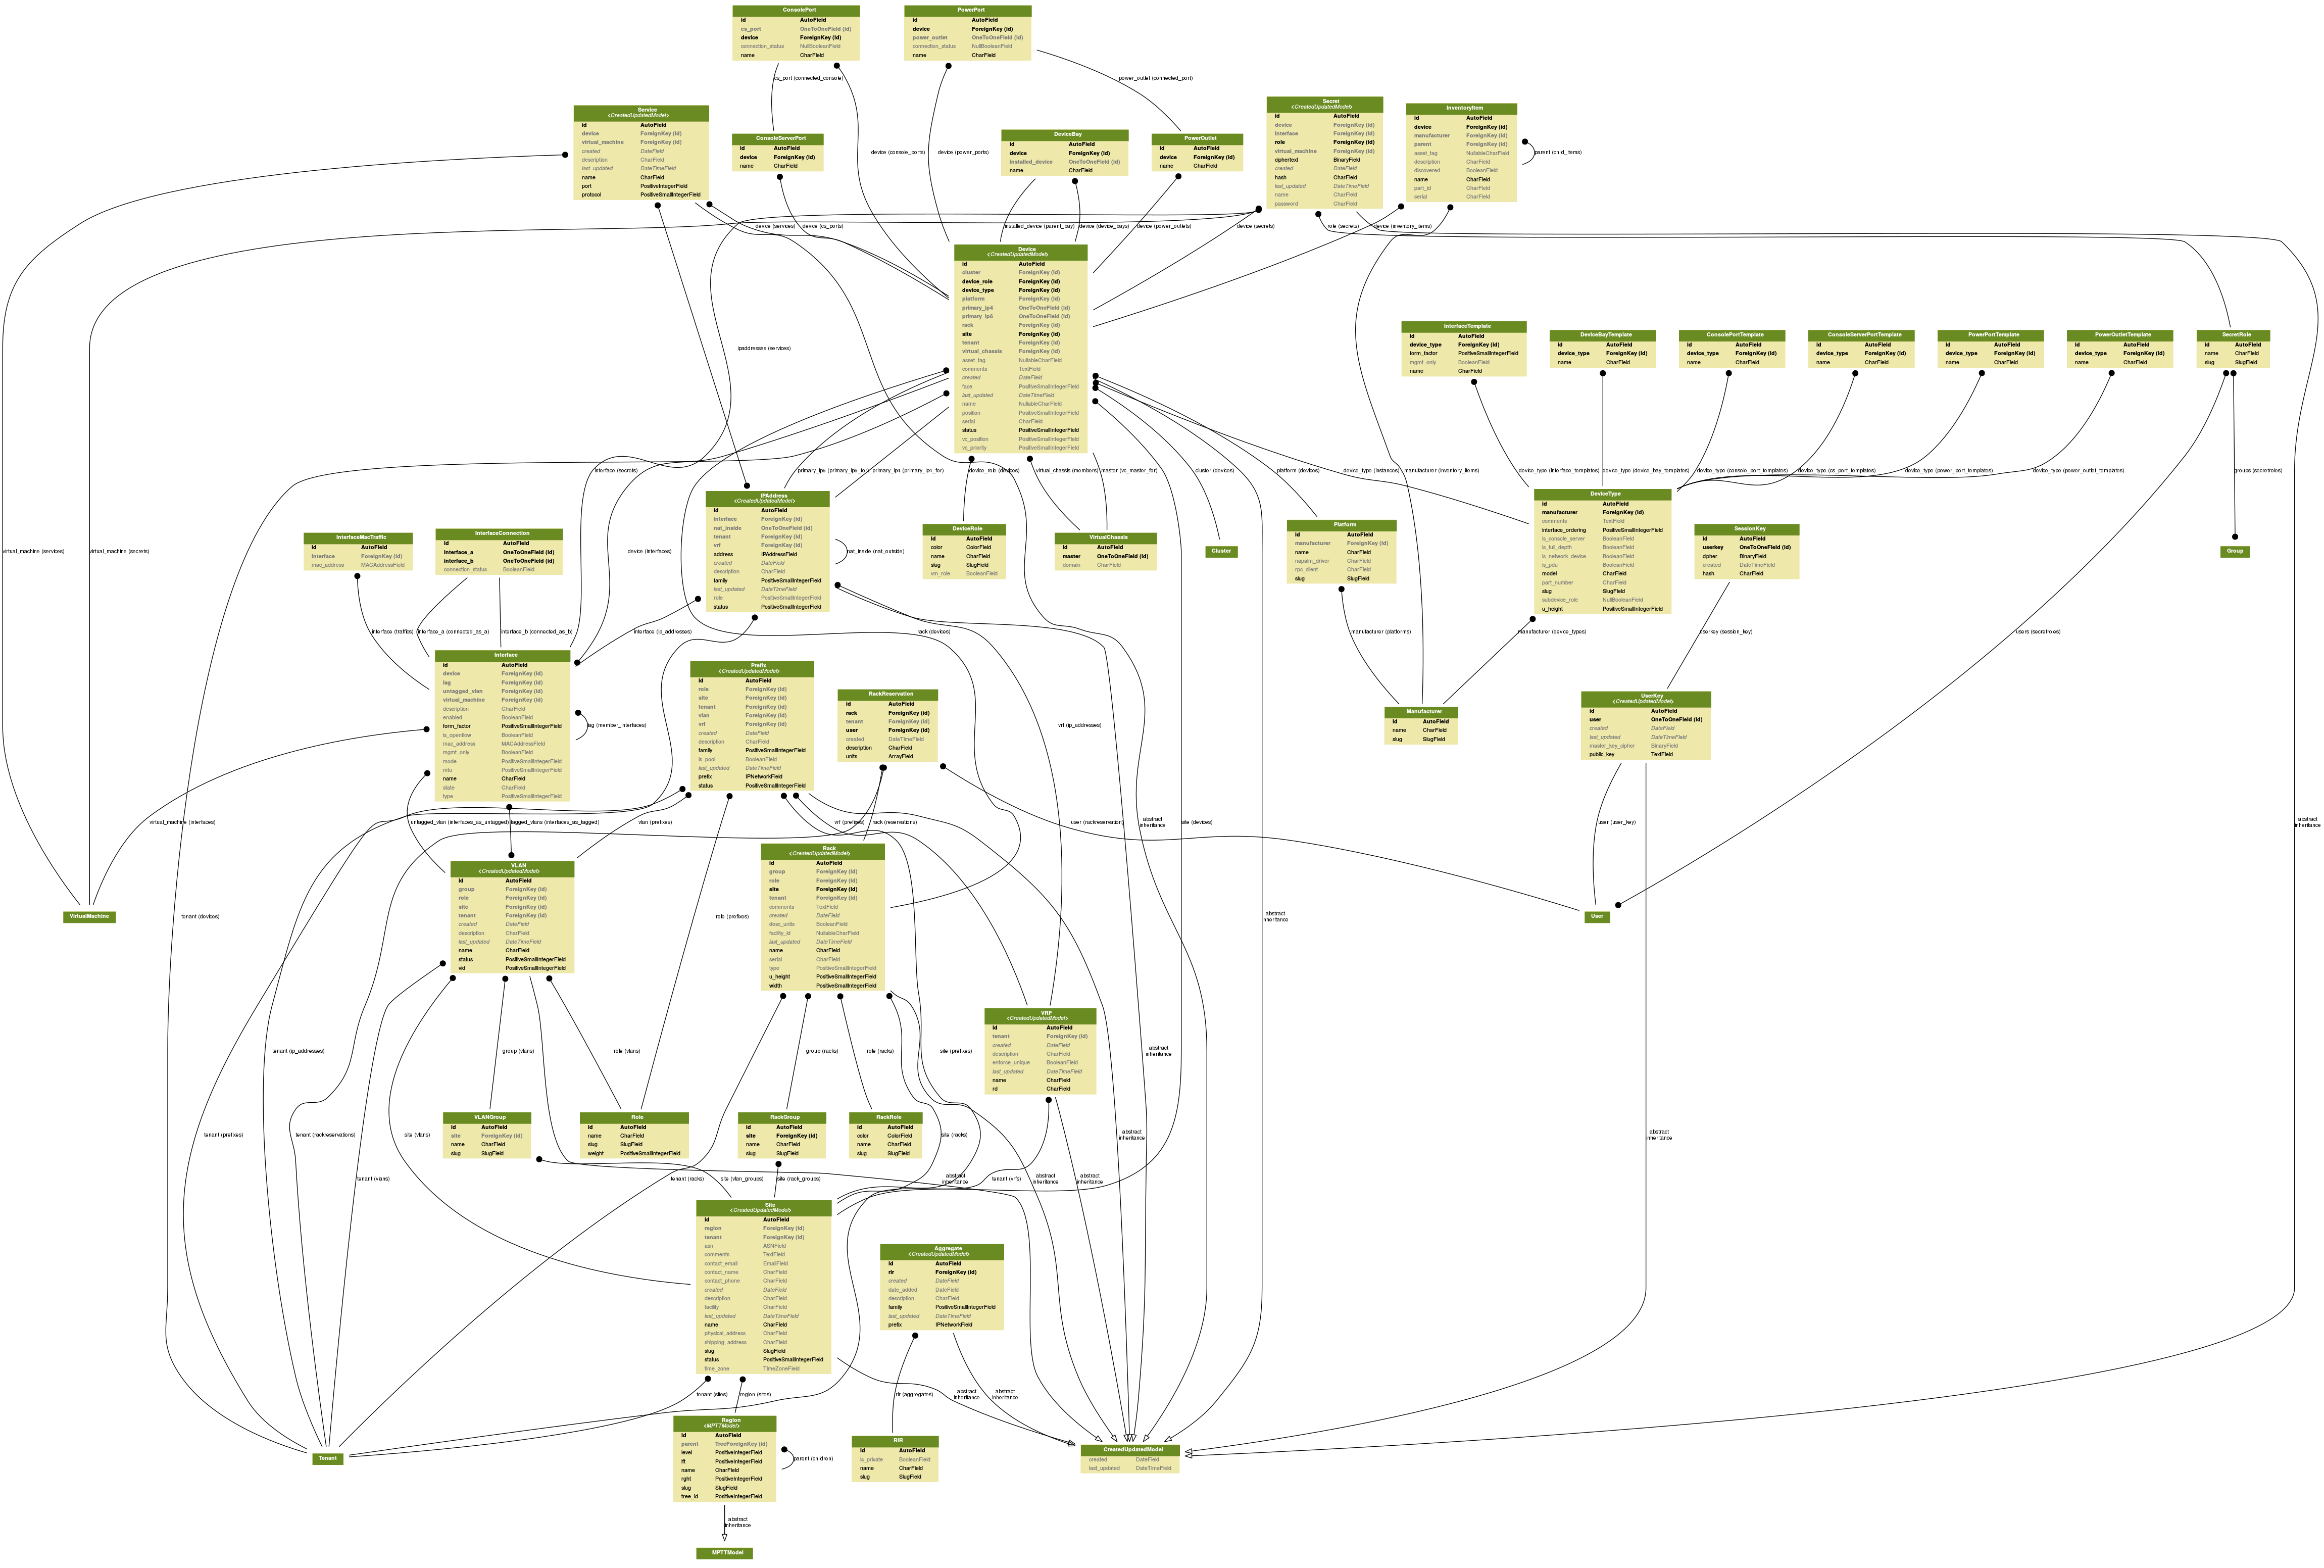 ConsolePort
id AutoField
cs_port OneToOneField (id)
device ForeignKey (id)
connection_status NullBooleanField
name CharField
PowerPort
id AutoField
device ForeignKey (id)
power_outlet OneToOneField (id)
connection_status NullBooleanField
name CharField
cs_port (connected_console)
power_outlet (connected_port)
Service
<CreatedUpdatedModel>
id AutoField
device ForeignKey (id)
virtual_machine ForeignKey (id)
created DateField
description CharField
last_updated DateTimeField
name CharField
port PositiveIntegerField
protocol PositiveSmallIntegerField
ConsoleServerPort
id AutoField
device ForeignKey (id)
name CharField
device (console_ports)
device (power_ports)
DeviceBay
id AutoField
device ForeignKey (id)
installed_device OneToOneField (id)
name CharField
PowerOutlet
id AutoField
device ForeignKey (id)
name CharField
Secret
<CreatedUpdatedModel>
id AutoField
device ForeignKey (id)
interface ForeignKey (id)
role ForeignKey (id)
virtual_machine ForeignKey (id)
ciphertext BinaryField
created DateField
hash CharField
last_updated DateTimeField
name CharField
password CharField
InventoryItem
id AutoField
device ForeignKey (id)
manufacturer ForeignKey (id)
parent ForeignKey (id)
asset_tag NullableCharField
description CharField
discovered BooleanField
name CharField
part_id CharField
serial CharField
parent (child_items)
device (services)
device (cs_ports)
installed_device (parent_bay)
device (device_bays)
device (power_outlets)
device (secrets)
role (secrets)
device (inventory_items)
Device
<CreatedUpdatedModel>
id AutoField
cluster ForeignKey (id)
device_role ForeignKey (id)
device_type ForeignKey (id)
platform ForeignKey (id)
primary_ip4 OneToOneField (id)
primary_ip6 OneToOneField (id)
rack ForeignKey (id)
site ForeignKey (id)
tenant ForeignKey (id)
virtual_chassis ForeignKey (id)
asset_tag NullableCharField
comments TextField
created DateField
face PositiveSmallIntegerField
last_updated DateTimeField
name NullableCharField
position PositiveSmallIntegerField
serial CharField
status PositiveSmallIntegerField
vc_position PositiveSmallIntegerField
vc_priority PositiveSmallIntegerField
ipaddresses (services)
InterfaceTemplate
id AutoField
device_type ForeignKey (id)
form_factor PositiveSmallIntegerField
mgmt_only BooleanField
name CharField
DeviceBayTemplate
id AutoField
device_type ForeignKey (id)
name CharField
ConsolePortTemplate
id AutoField
device_type ForeignKey (id)
name CharField
ConsoleServerPortTemplate
id AutoField
device_type ForeignKey (id)
name CharField
PowerPortTemplate
id AutoField
device_type ForeignKey (id)
name CharField
PowerOutletTemplate
id AutoField
device_type ForeignKey (id)
name CharField
SecretRole
id AutoField
name CharField
slug SlugField
interface (secrets)
primary_ip6 (primary_ip6_for)
primary_ip4 (primary_ip4_for)
device_role (devices)
virtual_chassis (members)
master (vc_master_for)
cluster (devices)
platform (devices)
device_type (instances)
manufacturer (inventory_items)
device_type (interface_templates)
device_type (device_bay_templates)
device_type (console_port_templates)
device_type (cs_port_templates)
device_type (power_port_templates)
device_type (power_outlet_templates)
groups (secretroles)
virtual_machine (services)
virtual_machine (secrets)
InterfaceMacTraffic
id AutoField
interface ForeignKey (id)
mac_address MACAddressField
InterfaceConnection
id AutoField
interface_a OneToOneField (id)
interface_b OneToOneField (id)
connection_status BooleanField
device (interfaces)
IPAddress
<CreatedUpdatedModel>
id AutoField
interface ForeignKey (id)
nat_inside OneToOneField (id)
tenant ForeignKey (id)
vrf ForeignKey (id)
address IPAddressField
created DateField
description CharField
family PositiveSmallIntegerField
last_updated DateTimeField
role PositiveSmallIntegerField
status PositiveSmallIntegerField
nat_inside (nat_outside)
DeviceRole
id AutoField
color ColorField
name CharField
slug SlugField
vm_role BooleanField
VirtualChassis
id AutoField
master OneToOneField (id)
domain CharField
Cluster
Platform
id AutoField
manufacturer ForeignKey (id)
name CharField
napalm_driver CharField
rpc_client CharField
slug SlugField
DeviceType
id AutoField
manufacturer ForeignKey (id)
comments TextField
interface_ordering PositiveSmallIntegerField
is_console_server BooleanField
is_full_depth BooleanField
is_network_device BooleanField
is_pdu BooleanField
model CharField
part_number CharField
slug SlugField
subdevice_role NullBooleanField
u_height PositiveSmallIntegerField
SessionKey
id AutoField
userkey OneToOneField (id)
cipher BinaryField
created DateTimeField
hash CharField
Group
interface (traffics)
interface_a (connected_as_a)
interface_b (connected_as_b)
interface (ip_addresses)
rack (devices)
manufacturer (platforms)
manufacturer (device_types)
userkey (session_key)
users (secretroles)
Interface
id AutoField
device ForeignKey (id)
lag ForeignKey (id)
untagged_vlan ForeignKey (id)
virtual_machine ForeignKey (id)
description CharField
enabled BooleanField
form_factor PositiveSmallIntegerField
is_openflow BooleanField
mac_address MACAddressField
mgmt_only BooleanField
mode PositiveSmallIntegerField
mtu PositiveSmallIntegerField
name CharField
state CharField
type PositiveSmallIntegerField
lag (member_interfaces)
Prefix
<CreatedUpdatedModel>
id AutoField
role ForeignKey (id)
site ForeignKey (id)
tenant ForeignKey (id)
vlan ForeignKey (id)
vrf ForeignKey (id)
created DateField
description CharField
family PositiveSmallIntegerField
is_pool BooleanField
last_updated DateTimeField
prefix IPNetworkField
status PositiveSmallIntegerField
RackReservation
id AutoField
rack ForeignKey (id)
tenant ForeignKey (id)
user ForeignKey (id)
created DateTimeField
description CharField
units ArrayField
vrf (ip_addresses)
Manufacturer
id AutoField
name CharField
slug SlugField
UserKey
<CreatedUpdatedModel>
id AutoField
user OneToOneField (id)
created DateField
last_updated DateTimeField
master_key_cipher BinaryField
public_key TextField
virtual_machine (interfaces)
untagged_vlan (interfaces_as_untagged)
tagged_vlans (interfaces_as_tagged)
vlan (prefixes)
vrf (prefixes)
rack (reservations)
user (rackreservation)
abstract
inheritance
site (devices)
user (user_key)
abstract
inheritance
VLAN
<CreatedUpdatedModel>
id AutoField
group ForeignKey (id)
role ForeignKey (id)
site ForeignKey (id)
tenant ForeignKey (id)
created DateField
description CharField
last_updated DateTimeField
name CharField
status PositiveSmallIntegerField
vid PositiveSmallIntegerField
Rack
<CreatedUpdatedModel>
id AutoField
group ForeignKey (id)
role ForeignKey (id)
site ForeignKey (id)
tenant ForeignKey (id)
comments TextField
created DateField
desc_units BooleanField
facility_id NullableCharField
last_updated DateTimeField
name CharField
serial CharField
type PositiveSmallIntegerField
u_height PositiveSmallIntegerField
width PositiveSmallIntegerField
VirtualMachine
tenant (devices)
role (prefixes)
abstract
inheritance
User
VRF
<CreatedUpdatedModel>
id AutoField
tenant ForeignKey (id)
created DateField
description CharField
enforce_unique BooleanField
last_updated DateTimeField
name CharField
rd CharField
tenant (ip_addresses)
group (vlans)
role (vlans)
group (racks)
role (racks)
site (prefixes)
abstract
inheritance
VLANGroup
id AutoField
site ForeignKey (id)
name CharField
slug SlugField
Role
id AutoField
name CharField
slug SlugField
weight PositiveSmallIntegerField
RackGroup
id AutoField
site ForeignKey (id)
name CharField
slug SlugField
RackRole
id AutoField
color ColorField
name CharField
slug SlugField
tenant (prefixes)
tenant (rackreservations)
site (vlans)
site (racks)
abstract
inheritance
abstract
inheritance
tenant (vlans)
tenant (racks)
site (vlan_groups)
site (rack_groups)
abstract
inheritance
tenant (vrfs)
abstract
inheritance
abstract
inheritance
Site
<CreatedUpdatedModel>
id AutoField
region ForeignKey (id)
tenant ForeignKey (id)
asn ASNField
comments TextField
contact_email EmailField
contact_name CharField
contact_phone CharField
created DateField
description CharField
facility CharField
last_updated DateTimeField
name CharField
physical_address CharField
shipping_address CharField
slug SlugField
status PositiveSmallIntegerField
time_zone TimeZoneField
Aggregate
<CreatedUpdatedModel>
id AutoField
rir ForeignKey (id)
created DateField
date_added DateField
description CharField
family PositiveSmallIntegerField
last_updated DateTimeField
prefix IPNetworkField
tenant (sites)
region (sites)
rir (aggregates)
abstract
inheritance
abstract
inheritance
Region
<MPTTModel>
id AutoField
parent TreeForeignKey (id)
level PositiveIntegerField
lft PositiveIntegerField
name CharField
rght PositiveIntegerField
slug SlugField
tree_id PositiveIntegerField
parent (children)
Tenant
RIR
id AutoField
is_private BooleanField
name CharField
slug SlugField
CreatedUpdatedModel
created DateField
last_updated DateTimeField
abstract
inheritance
MPTTModel